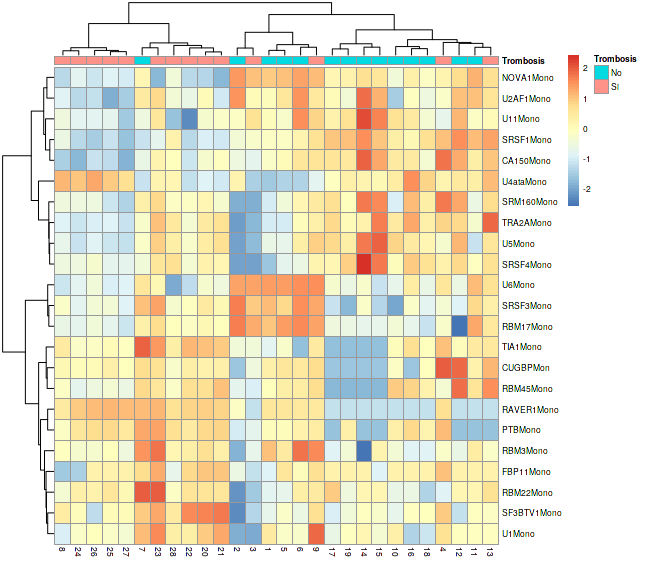 Trombosis
NOVA1Mono
U2AF1Mono
U11Mono
SRSF1Mono
CA150Mono
U4ataMono
SRM160Mono
TRA2AMono
U5Mono
SRSF4Mono
U6Mono
SRSF3Mono
RBM17Mono
TIA1Mono
CUGBPMon
RBM45Mono
RAVER1Mono
PTBMono
RBM3Mono
FBP11Mono
RBM22Mono
SF3BTV1Mono
U1Mono
8 24 26 25 27 7 23 28 22 20 21 2 3 1 5 6 9 17 19 14 15 10 16 18 4 12 11 13
2
1
0
-1
-2
Trombosis
No
SI